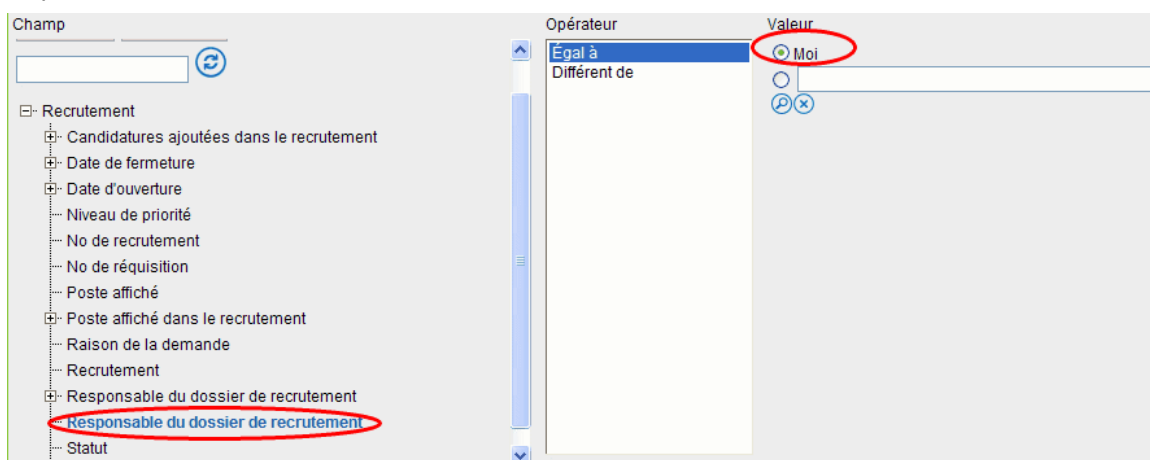 Champ
Opérateur
Valeur
Égal à
Différent de
Moi
Recrutement
Candidatures ajoutées dans le recrutement
Date de fermeture
Date d'ouverture
Niveau de priorité
No de recrutement
No de réquisition
Poste affiché
Poste affiché dans le recrutement
Raison de la demande
Recrutement
Responsable du dossier de recrutement
Responsable du dossier de recrutement
Statut